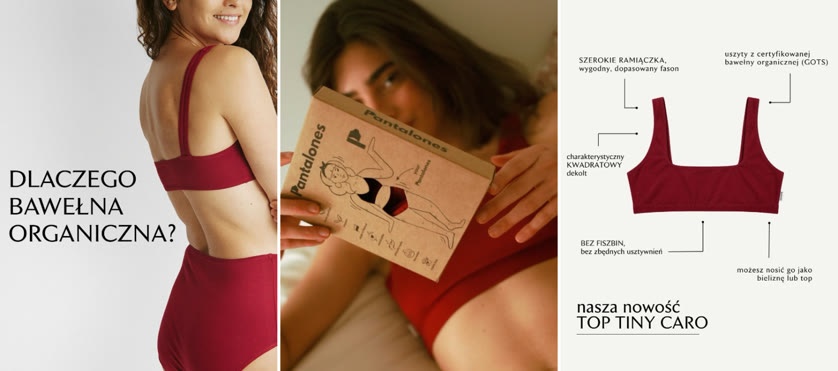 DLACZEGO
BAWEŁNA
ORGANICZNA?
Pantalones
Pantalones
SZEROKIE RAMIĄCZKA,
wygodny, dopasowany fason
uszyty z certyfikowanej
bawełny organicznej (GOTS)
charakterystyczny
KWADRATOWY
dekolt
BEZ FISZBIN,
bez zbędnych usztywnień
możesz nosić go jako
bieliznę lub top
nasza nowość
TOP TINY CARO